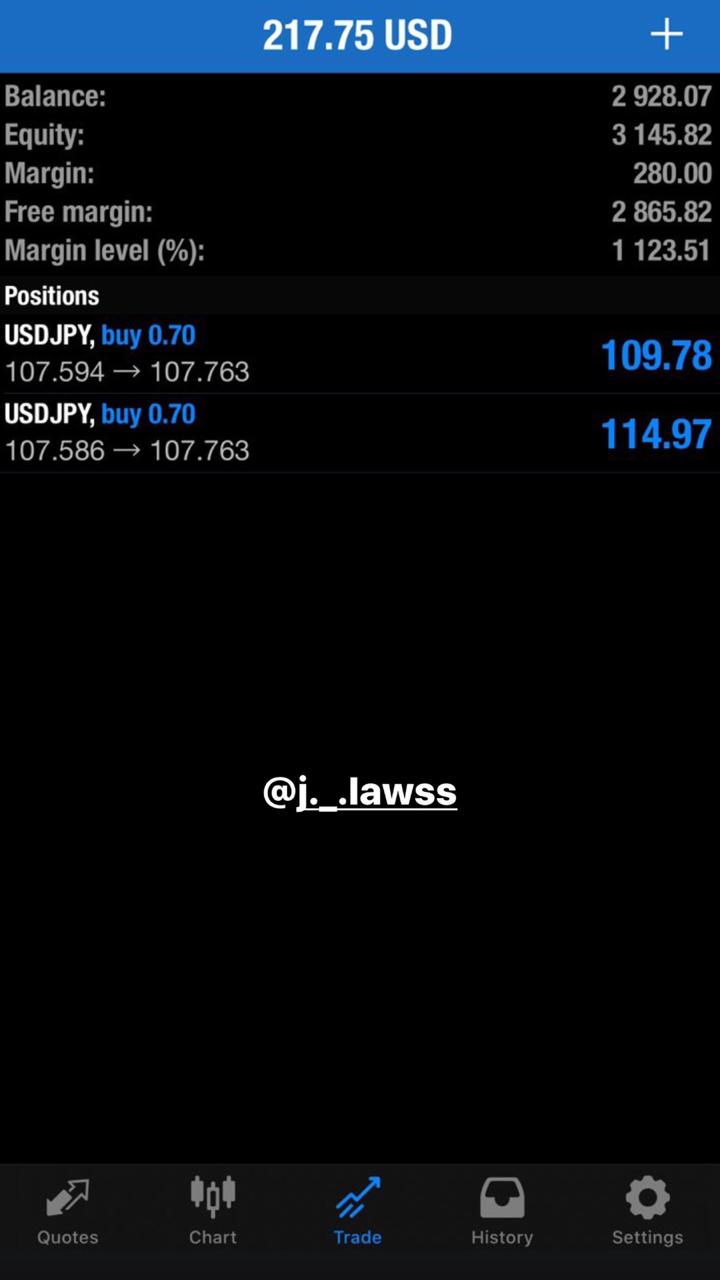 217.75 USD
Balance: 2 928.07
Equity: 3 145.82
Margin: 280.00
Free margin: 2 865.82
Margin level (%): 1 123.51
Positions
USDJPY, buy 0.70
107.594 → 107.763 109.78
USDJPY, buy 0.70
107.586 → 107.763 114.97
@j._.lawss
Quotes Chart Trade History Settings